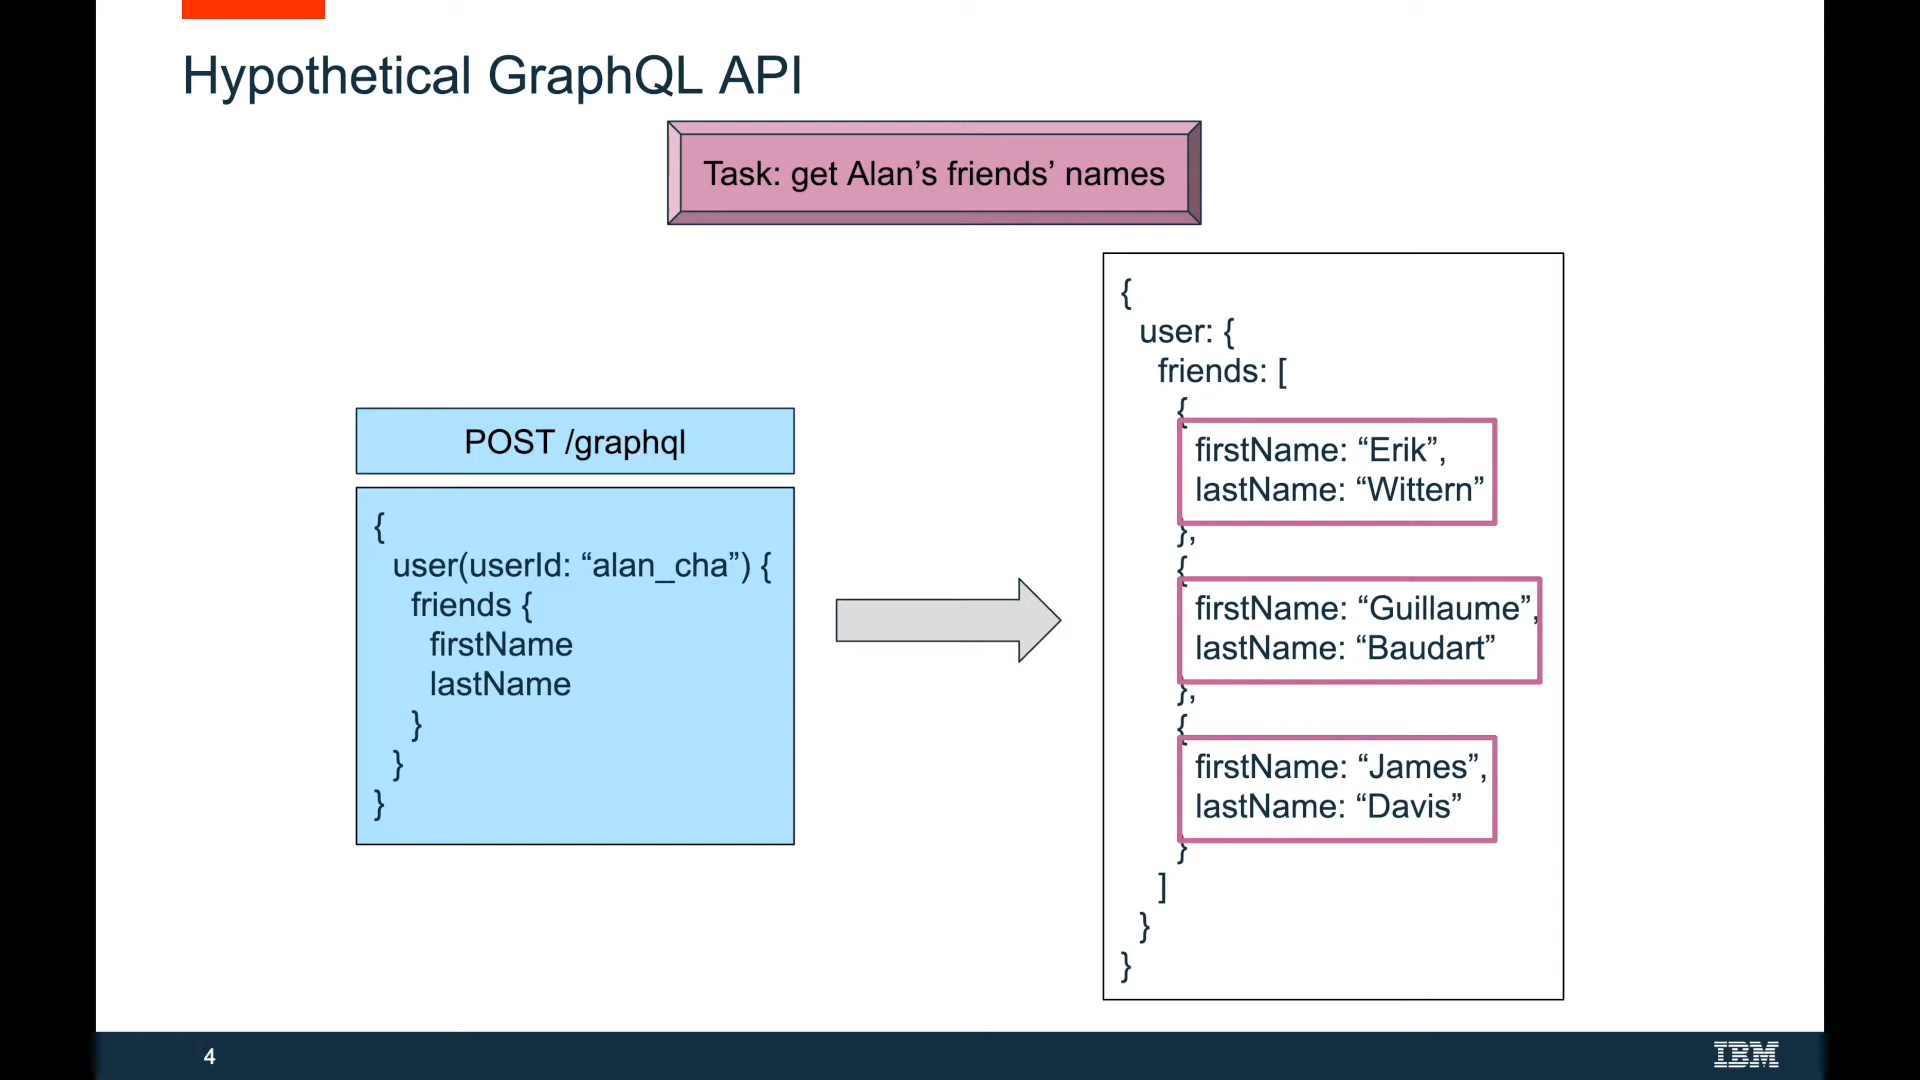 Hypothetical GraphQL API
Task: get Alan’s friends’ names
POST /graphql
{
user(userId: “alan_cha”) {
friends {
firstName
lastName
}
}
}
{
user: {
friends: [
{
firstName: “Erik”,
lastName: “Wittern”
},
{
firstName: “Guillaume”,
lastName: “Baudart”
},
{
firstName: “James”,
lastName: “Davis”
}
]
}
}
4
IBM